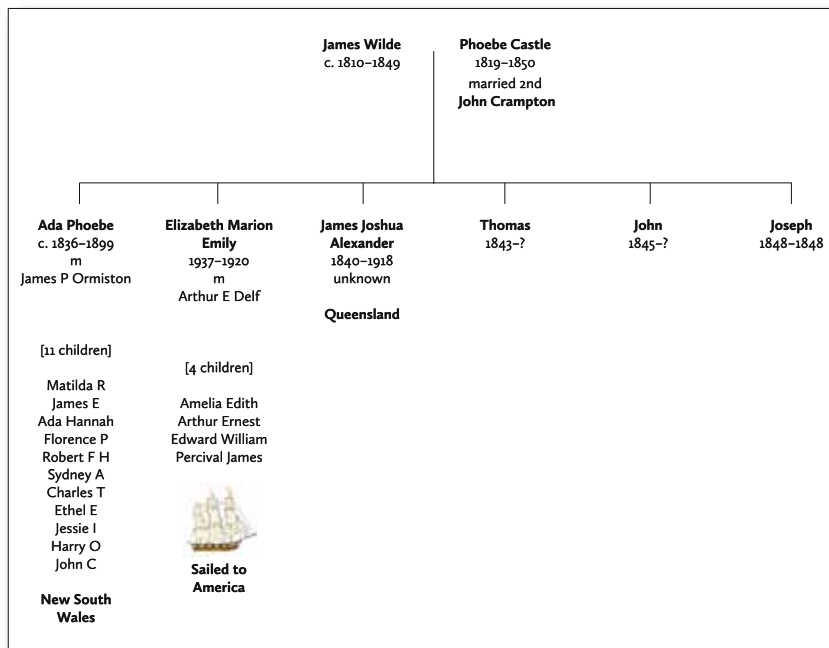 James Wilde
c. 1810–1849
Phoebe Castle
1819–1850
married 2nd
John Crampton
Ada Phoebe
c. 1836–1899
m
James P Ormiston
[11 children]
Matilda R
James E
Ada Hannah
Florence P
Robert F H
Sydney A
Charles T
Ethel E
Jessie I
Harry O
John C
New South
Wales
Elizabeth Marion
Emily
1937–1920
m
Arthur E Delf
[4 children]
Amelia Edith
Arthur Ernest
Edward William
Percival James
Sailed to
America
James Joshua
Alexander
1840–1918
unknown
Queensland
Thomas
1843–?
John
1845–?
Joseph
1848–1848